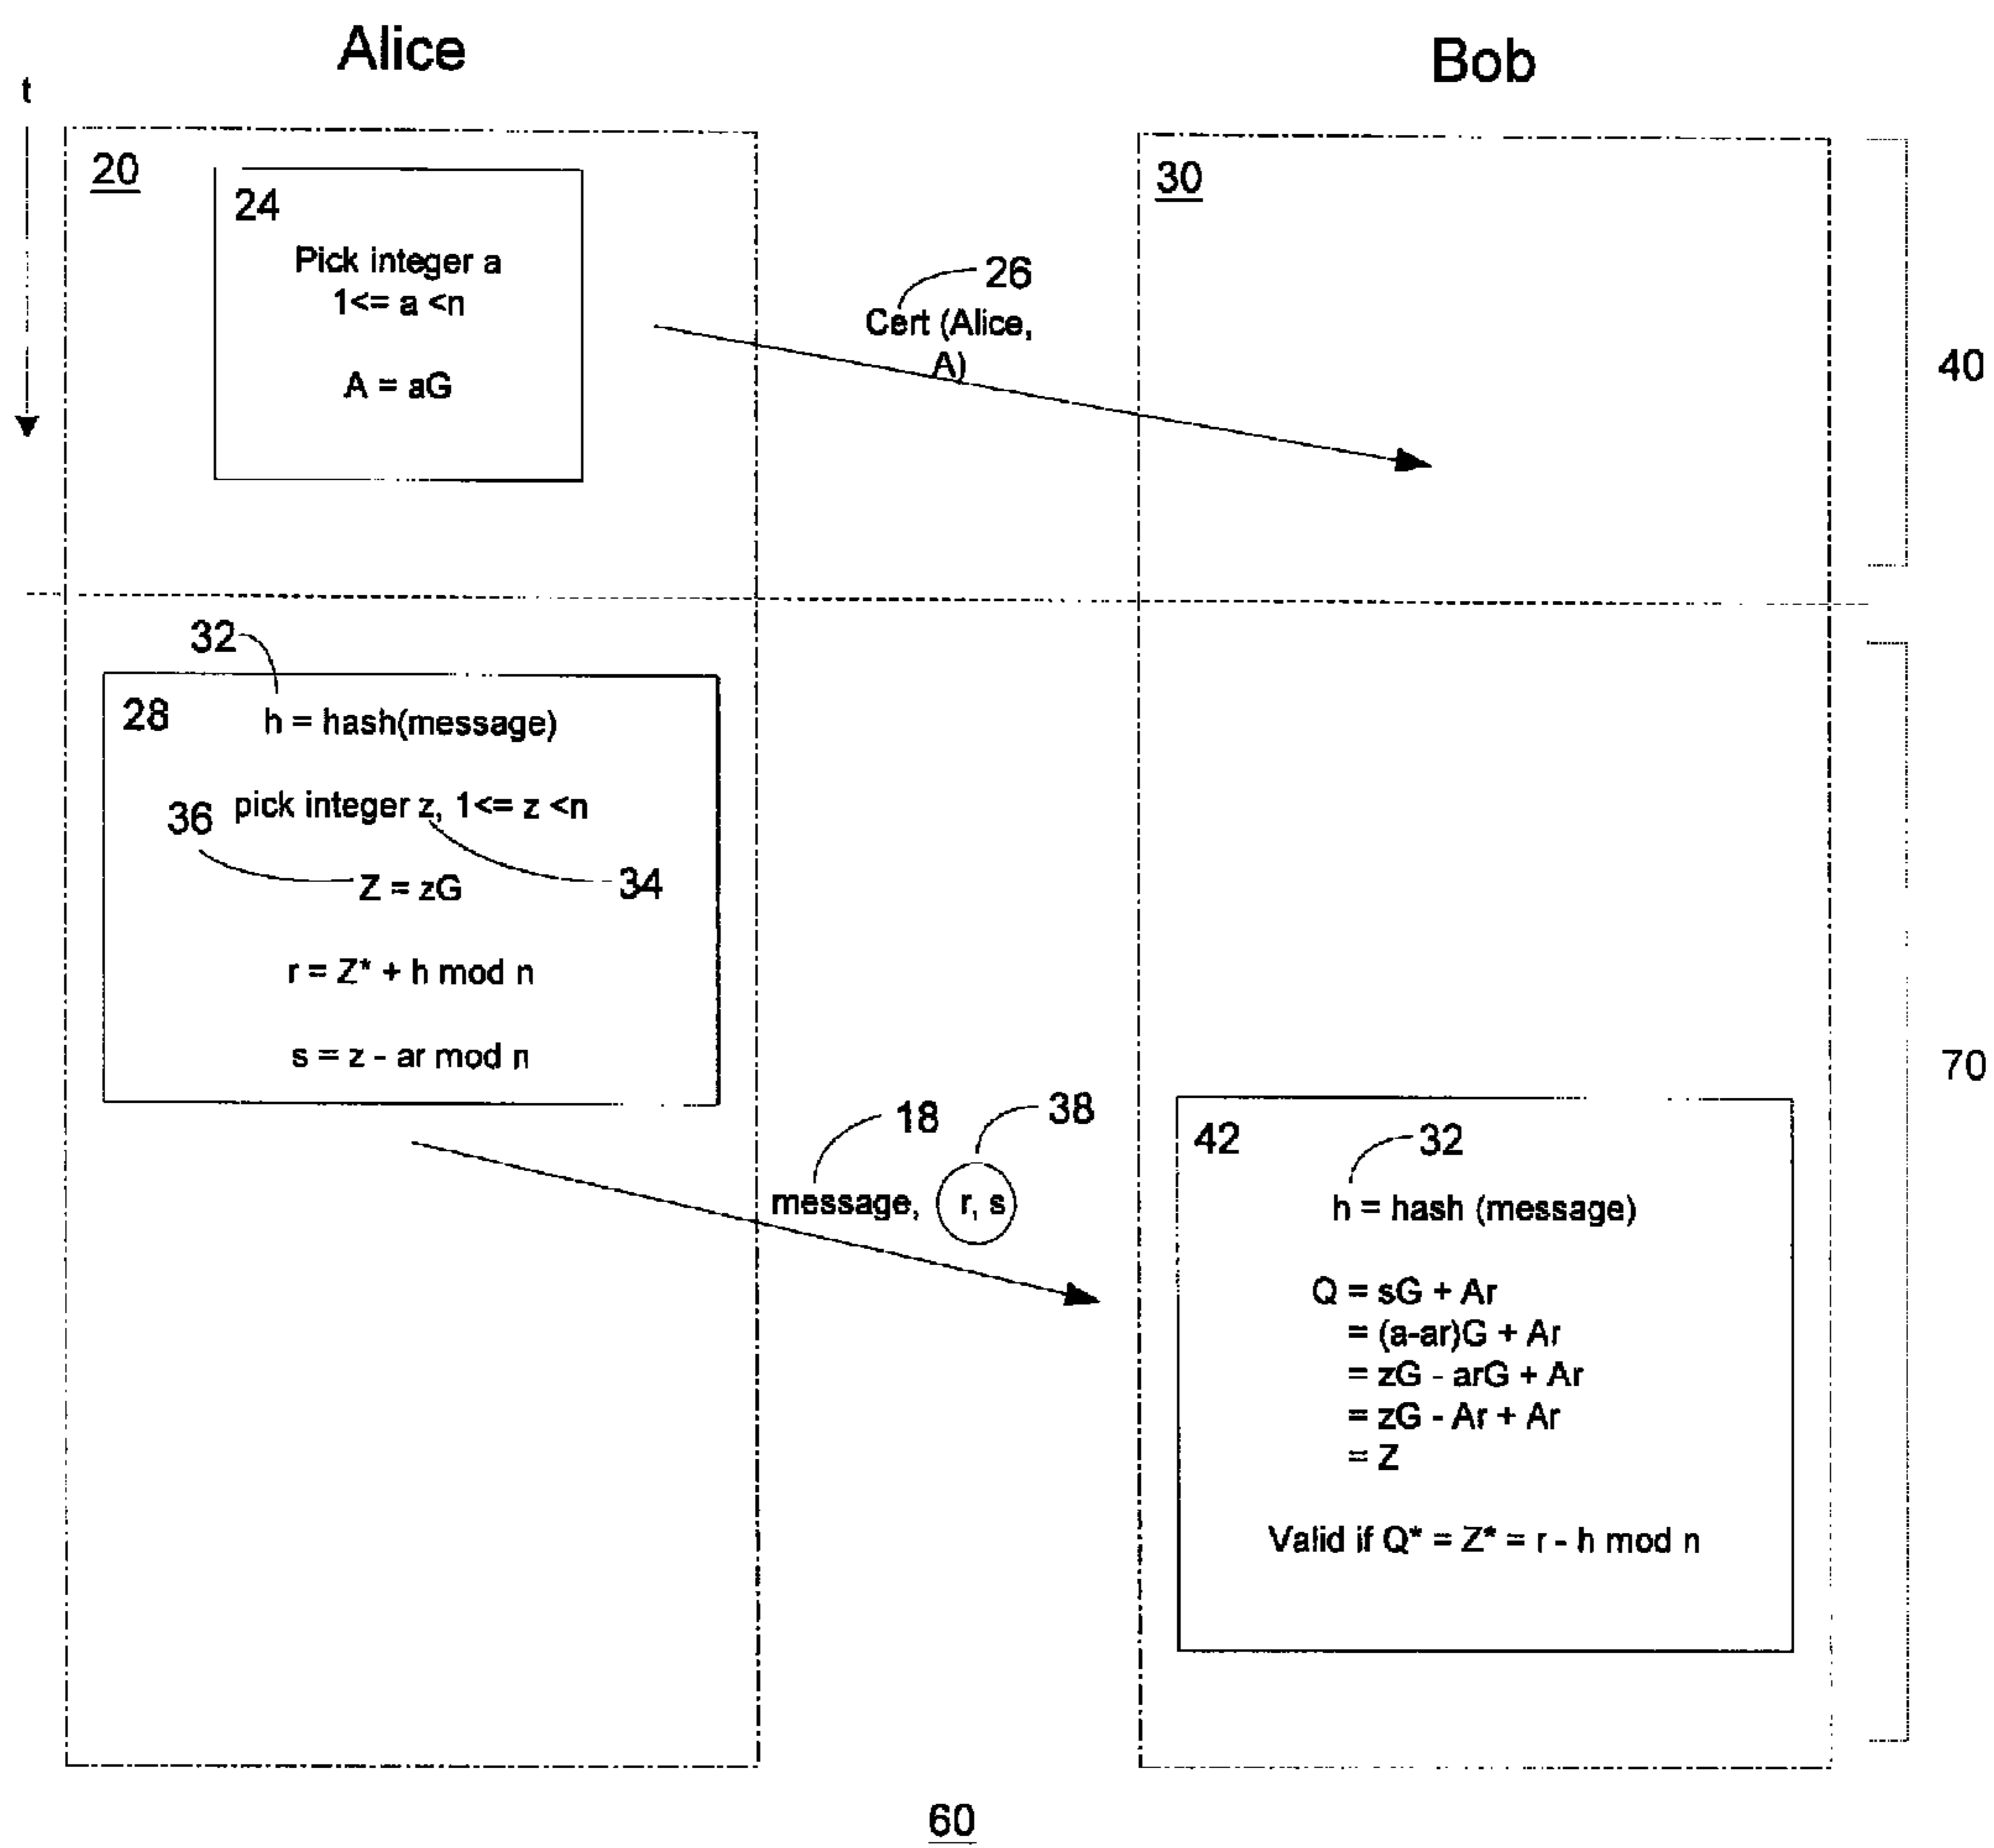 Alice
Bob
t
20
24
Pick integer a
1<= a <n
A = aG
26
Cert (Alice,
A)
30
40
32
28
h = hash(message)
36
pick integer z, 1<= z <n
Z = zG
34
r = Z* + h mod n
s = z - ar mod n
18
38
message,
r, s
70
42
32
h = hash (message)
Q = sG + Ar
= (a-ar)G + Ar
= zG - arG + Ar
= zG - Ar + Ar
= Z
Valid if Q* = Z* = r - h mod n
60